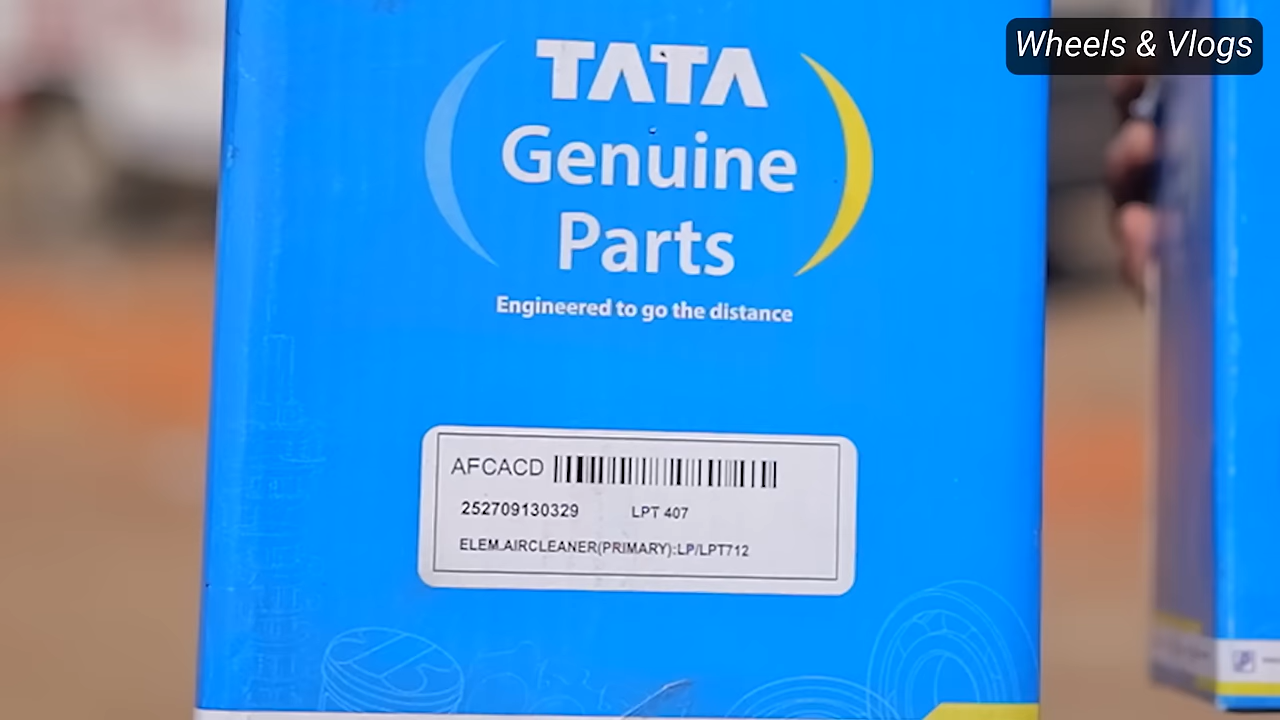 Wheels & Vlogs
TATA
Genuine
Parts
Engineered to go the distance
AFCACD
252709130329 LPT 407
ELEM.AIRCLEANER(PRIMARY):LP/LPT712